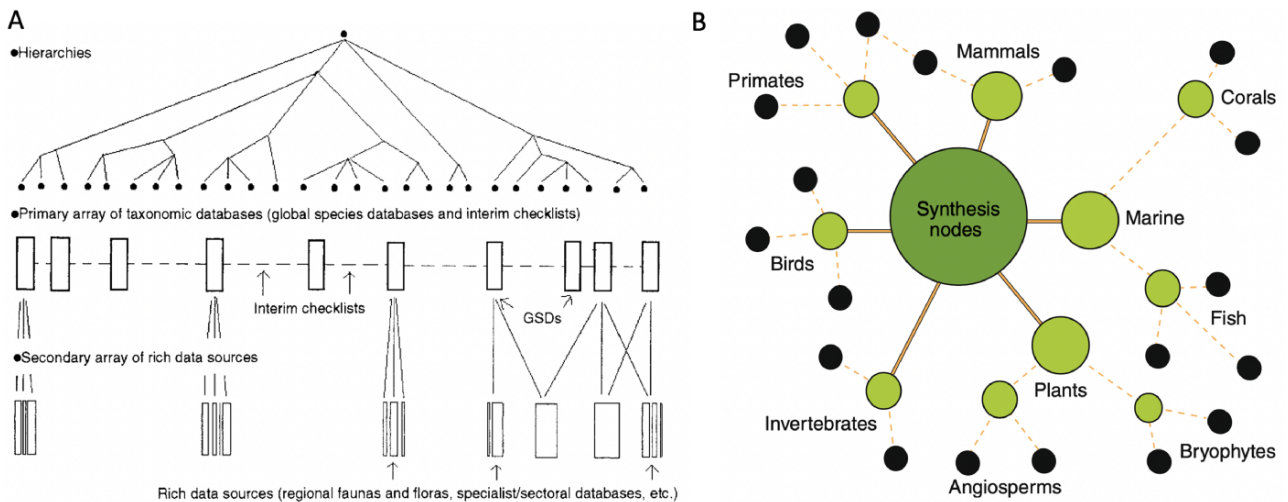 A
●Hierarchies
●Primary array of taxonomic databases (global species databases and interim checklists)
Interim checklists
GSDs
●Secondary array of rich data sources
Rich data sources (regional faunas and floras, specialist/sectoral databases, etc.)
B
Mammals
Primates
Corals
Synthesis
nodes
Marine
Birds
Fish
Plants
Invertebrates
Bryophytes
Angiosperms